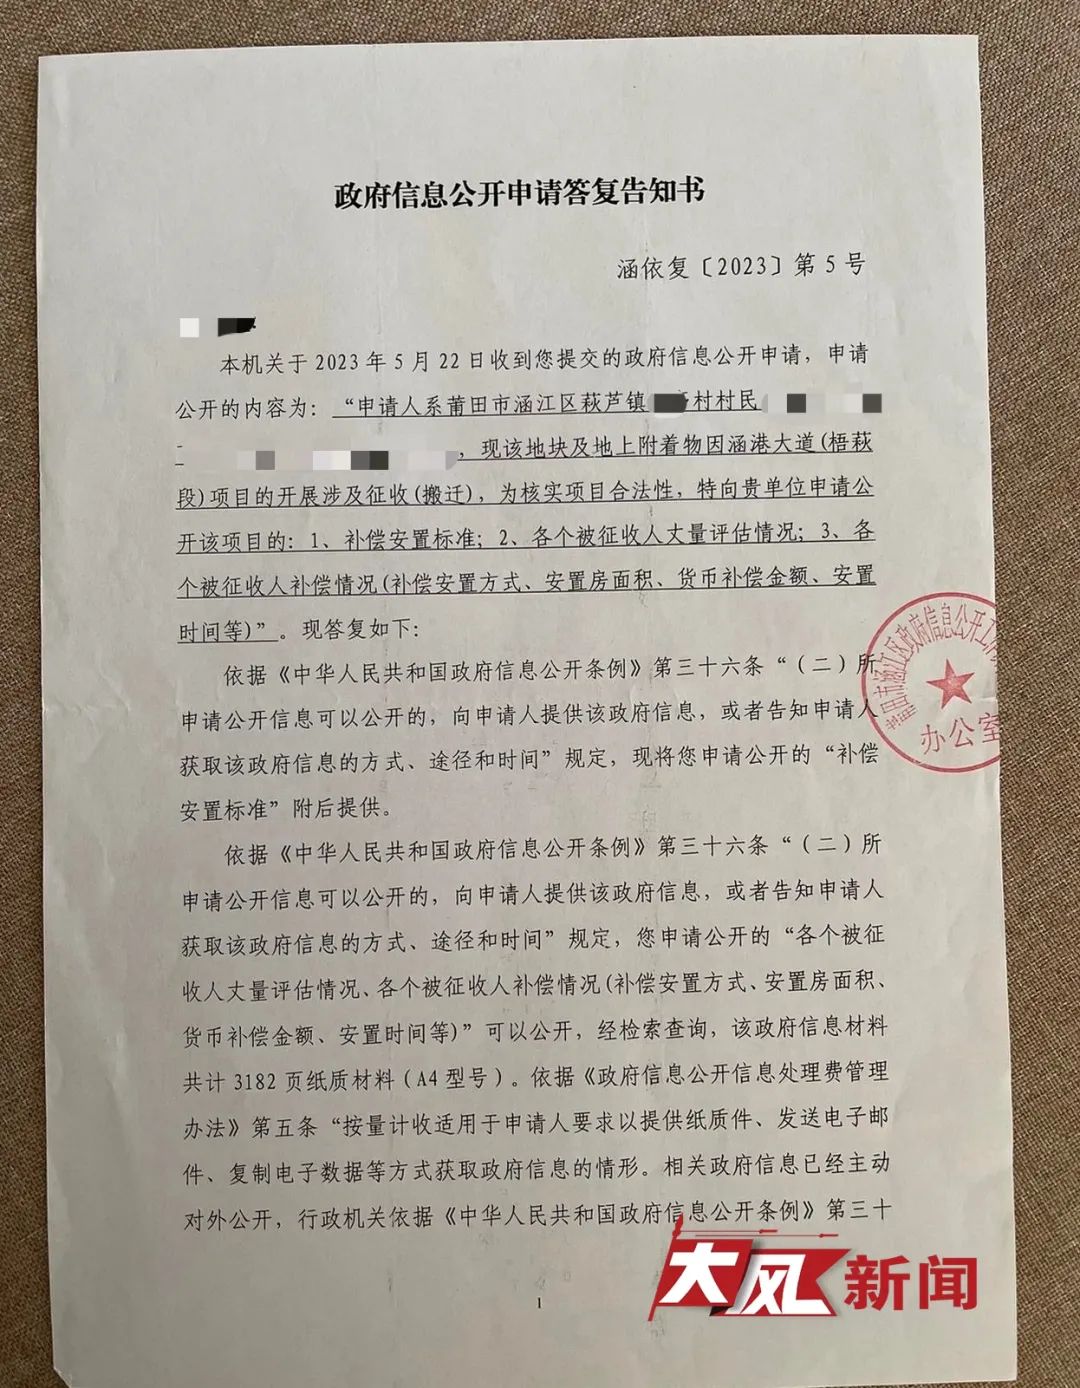 政府信息公开申请答复告知书
涵依复〔2023〕第5号
本机关于2023年5月22日收到您提交的政府信息公开申请，申请
公开的内容为：“申请人系莆田市涵江区萩芦镇 村村民
，现该地块及地上附着物因涵港大道(梧萩
段)项目的开展涉及征收(搬迁)，为核实项目合法性，特向贵单位申请公
开该项目的：1、补偿安置标准；2、各个被征收人丈量评估情况；3、各
个被征收人补偿情况(补偿安置方式、安置房面积、货币补偿金额、安置
时间等)”。现答复如下：
依据《中华人民共和国政府信息公开条例》第三十六条“（二）所
申请公开信息可以公开的，向申请人提供该政府信息，或者告知申请人
获取该政府信息的方式、途径和时间”规定，现将您申请公开的“补偿
安置标准”附后提供。
依据《中华人民共和国政府信息公开条例》第三十六条“（二）所
申请公开信息可以公开的，向申请人提供该政府信息，或者告知申请人
获取该政府信息的方式、途径和时间”规定，您申请公开的“各个被征
收人丈量评估情况、各个被征收人补偿情况(补偿安置方式、安置房面积、
货币补偿金额、安置时间等)”可以公开，经检索查询，该政府信息材料
共计3182页纸质材料（A4型号）。依据《政府信息公开信息处理费管理
办法》第五条“按量计收适用于申请人要求以提供纸质件、发送电子邮
件、复制电子数据等方式获取政府信息的情形。相关政府信息已经主动
对外公开，行政机关依据《中华人民共和国政府信息公开条例》第三十
1
莆田市涵江区政府信息公开工
办公室
大风新闻